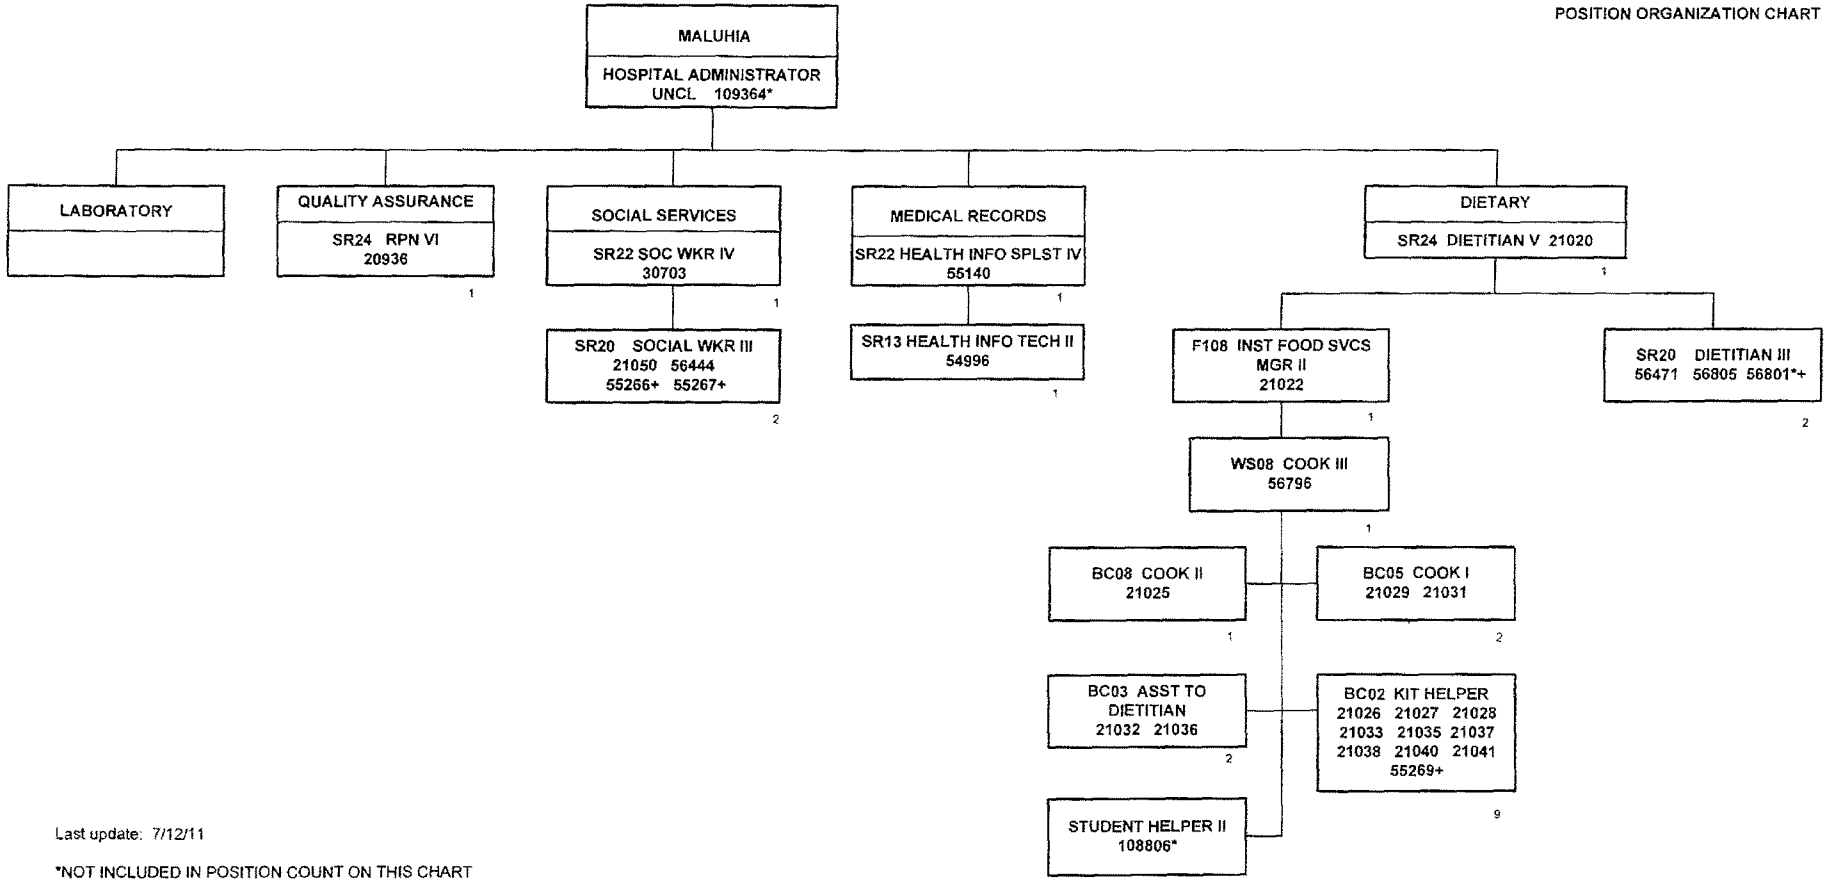 POSITION ORGANIZATION CHART
MALUHIA
HOSPITAL ADMINISTRATOR
UNCL 109364*
LABORATORY
QUALITY ASSURANCE
SR24 RPN VI
20936
1
SOCIAL SERVICES
SR22 SOC WKR IV
30703
1
SR20 SOCIAL WKR III
21050 56444
55266+ 55267+
2
MEDICAL RECORDS
SR22 HEALTH INFO SPLST IV
55140
1
SR13 HEALTH INFO TECH II
54996
1
DIETARY
SR24 DIETITIAN V 21020
1
F108 INST FOOD SVCS
MGR II
21022
1
SR20 DIETITIAN III
56471 56805 56801*+
2
WS08 COOK III
56796
1
BC08 COOK II
21025
1
BC05 COOK I
21029 21031
2
BC03 ASST TO
DIETITIAN
21032 21036
2
BC02 KIT HELPER
21026 21027 21028
21033 21035 21037
21038 21040 21041
55269+
9
STUDENT HELPER II
108806*
Last update: 7/12/11
*NOT INCLUDED IN POSITION COUNT ON THIS CHART